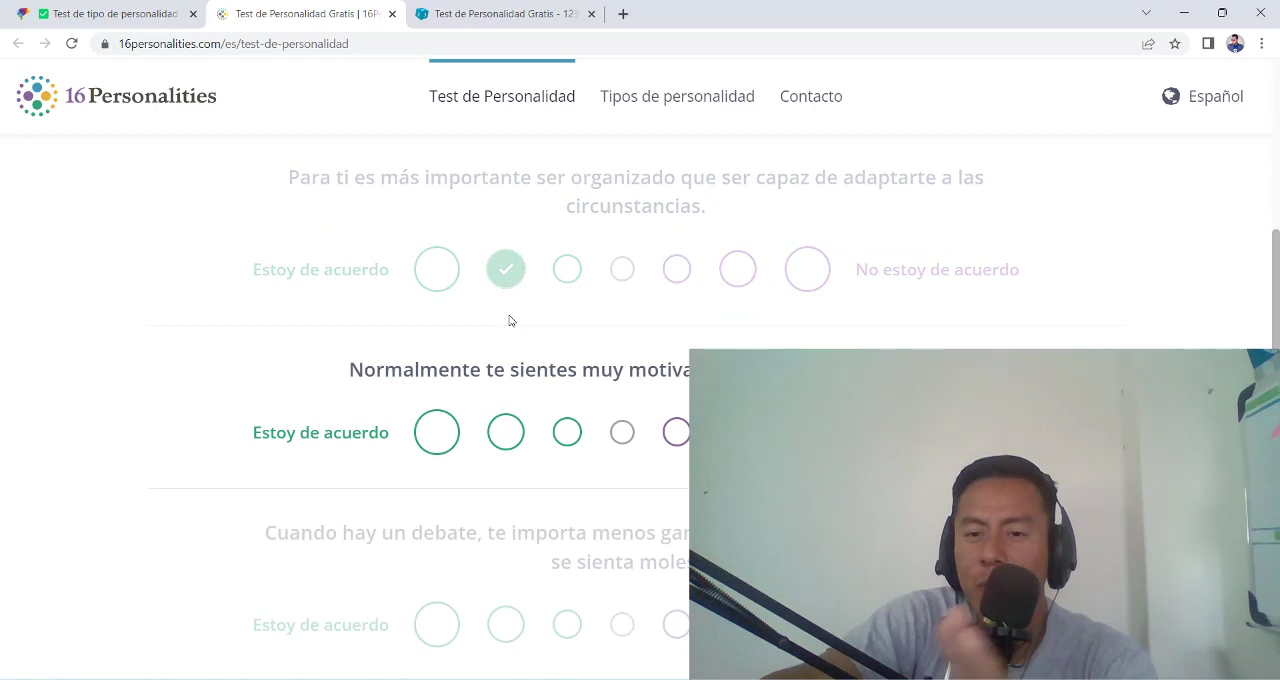 Test de tipo de personalidad
Test de Personalidad Gratis | 16P
Test de Personalidad Gratis - 123
16personalities.com/es/test-de-personalidad
16Personalities
Test de Personalidad
Tipos de personalidad
Contacto
Español
Para ti es más importante ser organizado que ser capaz de adaptarte a las
circunstancias.
Estoy de acuerdo
No estoy de acuerdo
Normalmente te sientes muy motiva
Estoy de acuerdo
Cuando hay un debate, te importa menos gan
se sienta moles
Estoy de acuerdo